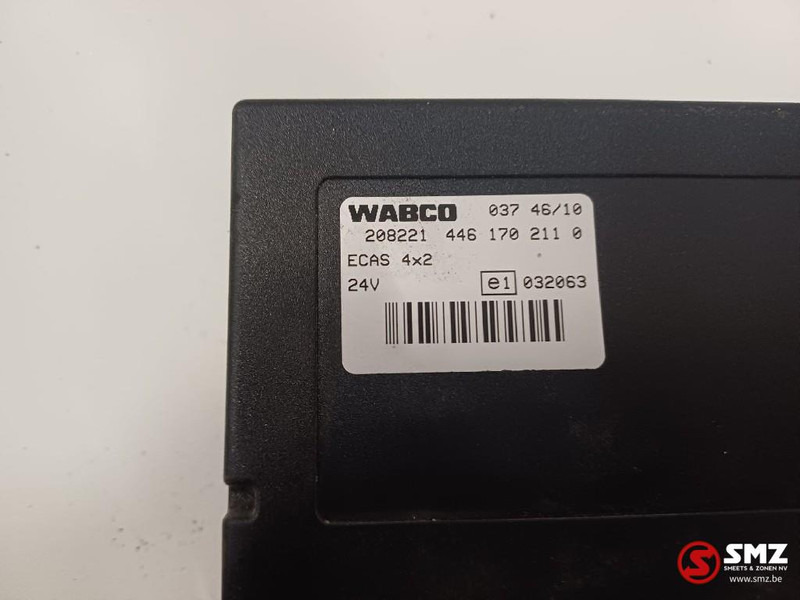 WABCO 037 46/10
208221 446 170 211 0
ECAS 4x2
24V e1 032063
SMZ
SMEETS & ZONEN NV
www.smz.be